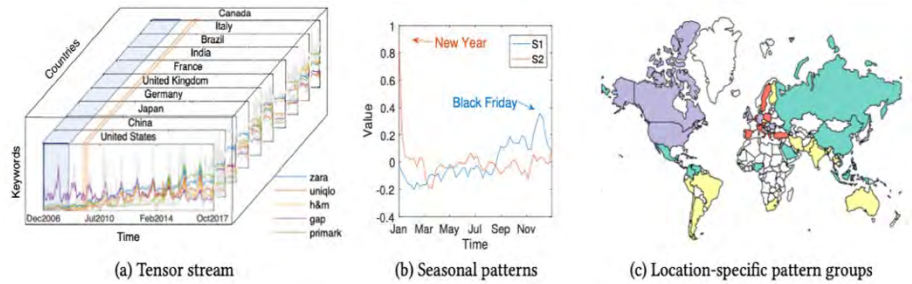 Canada
Italy
Brazil
India
France
United Kingdom
Germany
Japan
China
United States
Countries
Keywords
zara
uniqlo
h&m
gap
primark
Dec2006 Jul2010 Feb2014 Oct2017
Time
(a) Tensor stream
1
0.8
0.6
0.4
0.2
0
-0.2
-0.4
Value
New Year
S1
S2
Black Friday
Jan Mar May Jul Sep Nov
Time
(b) Seasonal patterns
(c) Location-specific pattern groups